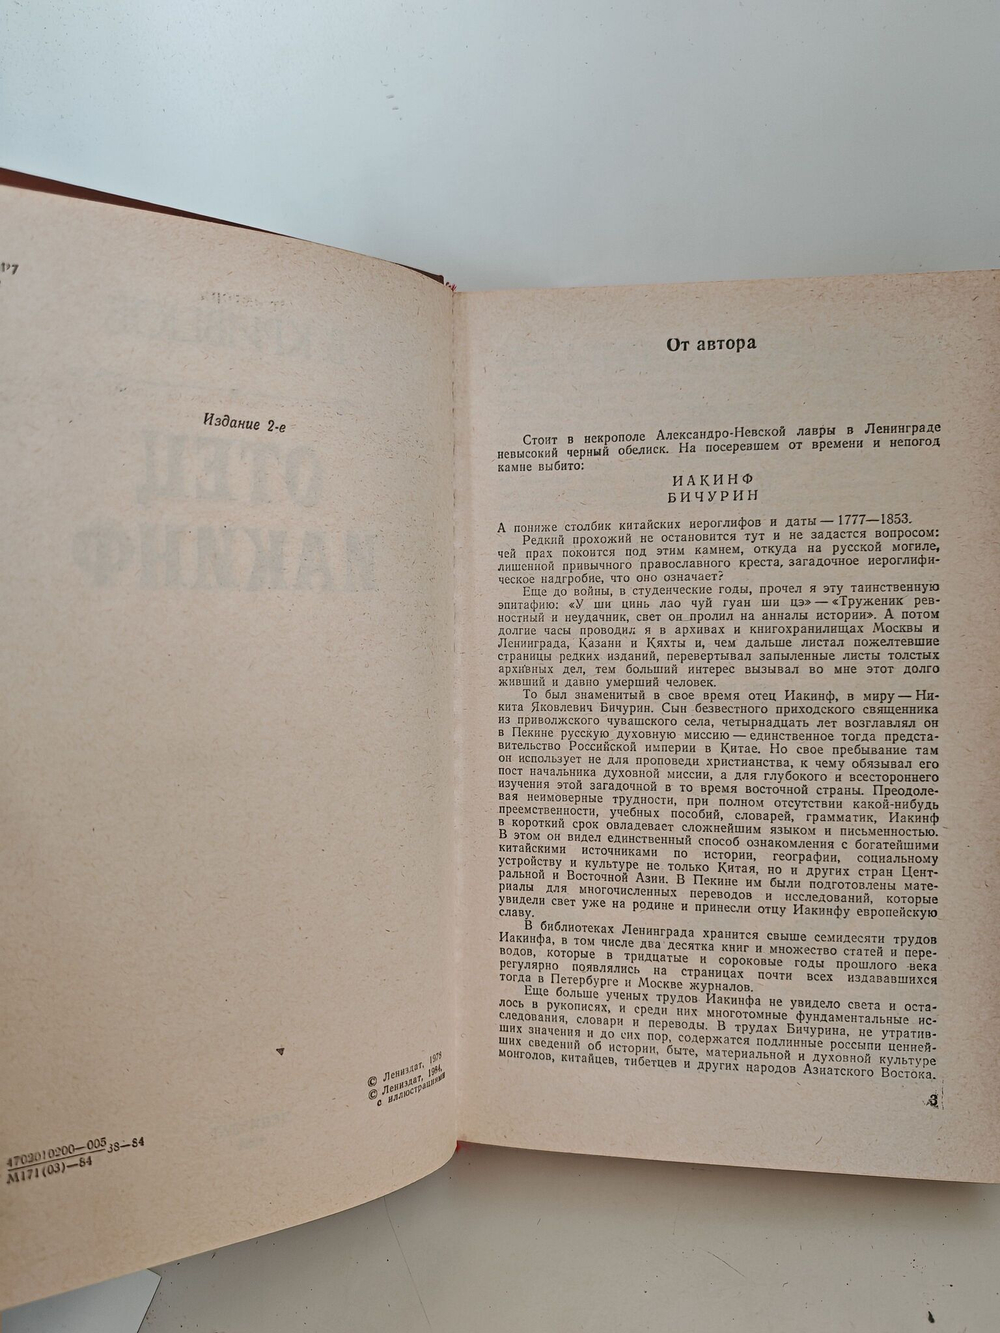 Р7
Издание 2-е
© Лениздат, 1978
© Лениздат, 1984,
с иллюстрациями
4702010200—005
М171(03)—84
38—84
От автора
Стоит в некрополе Александро-Невской лавры в Ленинграде
невысокий черный обелиск. На посеревшем от времени и непогод
камне выбито:
ИАКИНФ
БИЧУРИН
А пониже столбик китайских иероглифов и даты — 1777—1853.
Редкий прохожий не остановится тут и не задастся вопросом:
чей прах покоится под этим камнем, откуда на русской могиле,
лишенной привычного православного креста, загадочное иероглифи-
ческое надгробие, что оно означает?
Еще до войны, в студенческие годы, прочел я эту таинственную
эпитафию: «У ши цинь лао чуй гуан ши цэ» — «Труженик рев-
ностный и неудачник, свет он пролил на анналы истории». А потом
долгие часы проводил я в архивах и книгохранилищах Москвы и
Ленинграда, Казани и Кяхты и, чем дальше листал пожелтевшие
страницы редких изданий, перевертывал запыленные листы толстых
архивных дел, тем больший интерес вызывал во мне этот долго
живший и давно умерший человек.
То был знаменитый в свое время отец Иакинф, в миру — Ни-
кита Яковлевич Бичурин. Сын безвестного приходского священника
из приволжского чувашского села, четырнадцать лет возглавлял он
в Пекине русскую духовную миссию — единственное тогда предста-
вительство Российской империи в Китае. Но свое пребывание там
он использует не для проповеди христианства, к чему обязывал его
пост начальника духовной миссии, а для глубокого и всестороннего
изучения этой загадочной в то время восточной страны. Преодоле-
вая неимоверные трудности, при полном отсутствии какой-нибудь
преемственности, учебных пособий, словарей, грамматик, Иакинф
в короткий срок овладевает сложнейшим языком и письменностью.
В этом он видел единственный способ ознакомления с богатейшими
китайскими источниками по истории, географии, социальному
устройству и культуре не только Китая, но и других стран Цент-
ральной и Восточной Азии. В Пекине им были подготовлены мате-
риалы для многочисленных переводов и исследований, которые
увидели свет уже на родине и принесли отцу Иакинфу европейскую
славу.
В библиотеках Ленинграда хранится свыше семидесяти трудов
Иакинфа, в том числе два десятка книг и множество статей и пере-
водов, которые в тридцатые и сороковые годы прошлого века
регулярно появлялись на страницах почти всех издававшихся
тогда в Петербурге и Москве журналов.
Еще больше ученых трудов Иакинфа не увидело света и оста-
лось в рукописях, и среди них многотомные фундаментальные ис-
следования, словари и переводы. В трудах Бичурина, не утратив-
ших значения и до сих пор, содержатся подлинные россыпи ценней-
ших сведений об истории, быте, материальной и духовной культуре
монголов, китайцев, тибетцев и других народов Азиатского Востока.
3